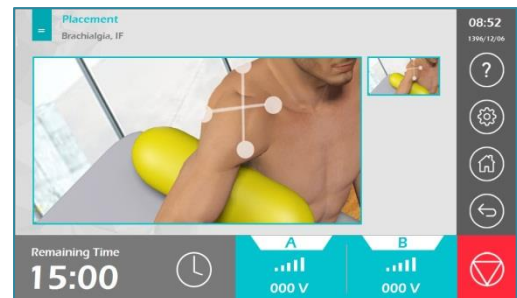 Placement
Brachialgia, IF
08:52
1396/12/06
?
Remaining Time
15:00
A
000 V
B
000 V